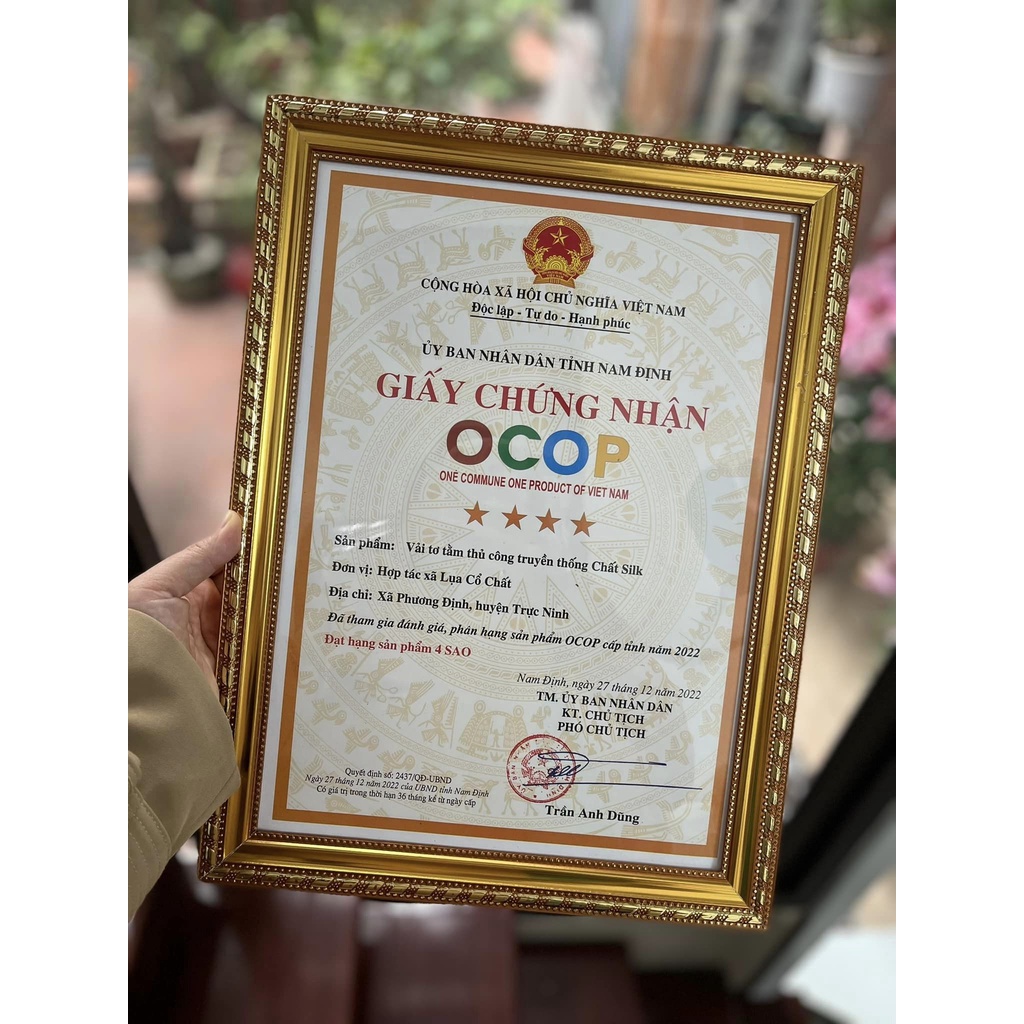 CỘNG HÒA XÃ HỘI CHỦ NGHĨA VIỆT NAM
Độc lập - Tự do - Hạnh phúc
ỦY BAN NHÂN DÂN TỈNH NAM ĐỊNH
GIẤY CHỨNG NHẬN
OCOP
ONE COMMUNE ONE PRODUCT OF VIET NAM
Sản phẩm: Vải tơ tằm thủ công truyền thống Chất Silk
Đơn vị: Hợp tác xã Lụa Cổ Chất
Địa chỉ: Xã Phương Định, huyện Trực Ninh
Đã tham gia đánh giá, phân hạng sản phẩm OCOP cấp tỉnh năm 2022
Đạt hạng sản phẩm 4 SAO
Nam Định, ngày 27 tháng 12 năm 2022
TM. ỦY BAN NHÂN DÂN
KT. CHỦ TỊCH
PHÓ CHỦ TỊCH
Trần Anh Dũng
Quyết định số: 2437/QĐ-UBND
Ngày 27 tháng 12 năm 2022 của UBND tỉnh Nam Định
Có giá trị trong thời hạn 36 tháng kể từ ngày cấp